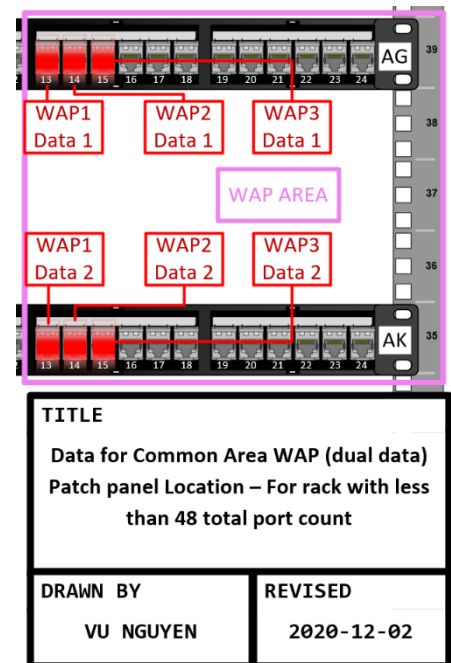 39
AG
13 14 15 16 17 18 19 20 21 22 23 24
WAP1
Data 1
WAP2
Data 1
WAP3
Data 1
38
WAP AREA
37
WAP1
Data 2
WAP2
Data 2
WAP3
Data 2
36
AK
35
13 14 15 16 17 18 19 20 21 22 23 24
TITLE
Data for Common Area WAP (dual data)
Patch panel Location – For rack with less
than 48 total port count
DRAWN BY
VU NGUYEN
REVISED
2020-12-02